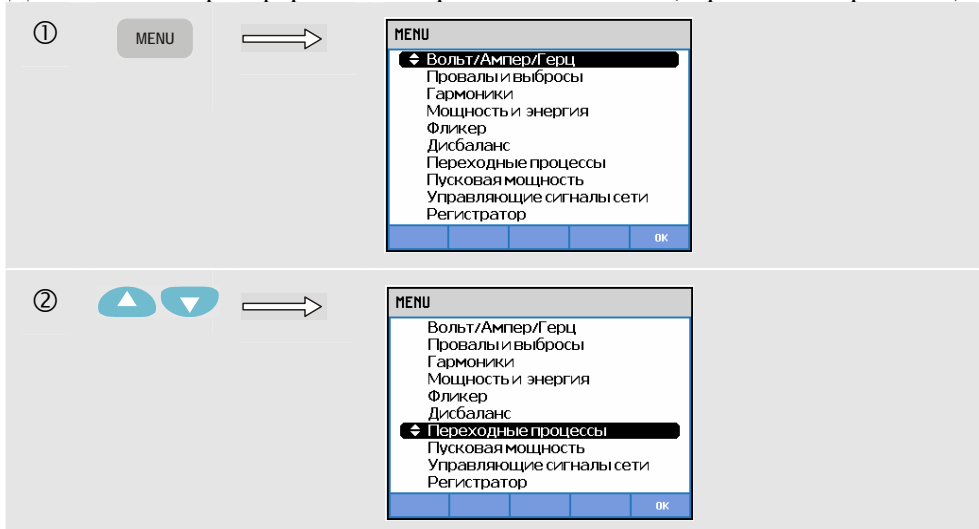 ①
MENU
MENU
Вольт/Ампер/Герц
Провалы и выбросы
Гармоники
Мощность и энергия
Фликер
Дисбаланс
Переходные процессы
Пусковая мощность
Управляющие сигналы сети
Регистратор
OK
②
MENU
Вольт/Ампер/Герц
Провалы и выбросы
Гармоники
Мощность и энергия
Фликер
Дисбаланс
Переходные процессы
Пусковая мощность
Управляющие сигналы сети
Регистратор
OK